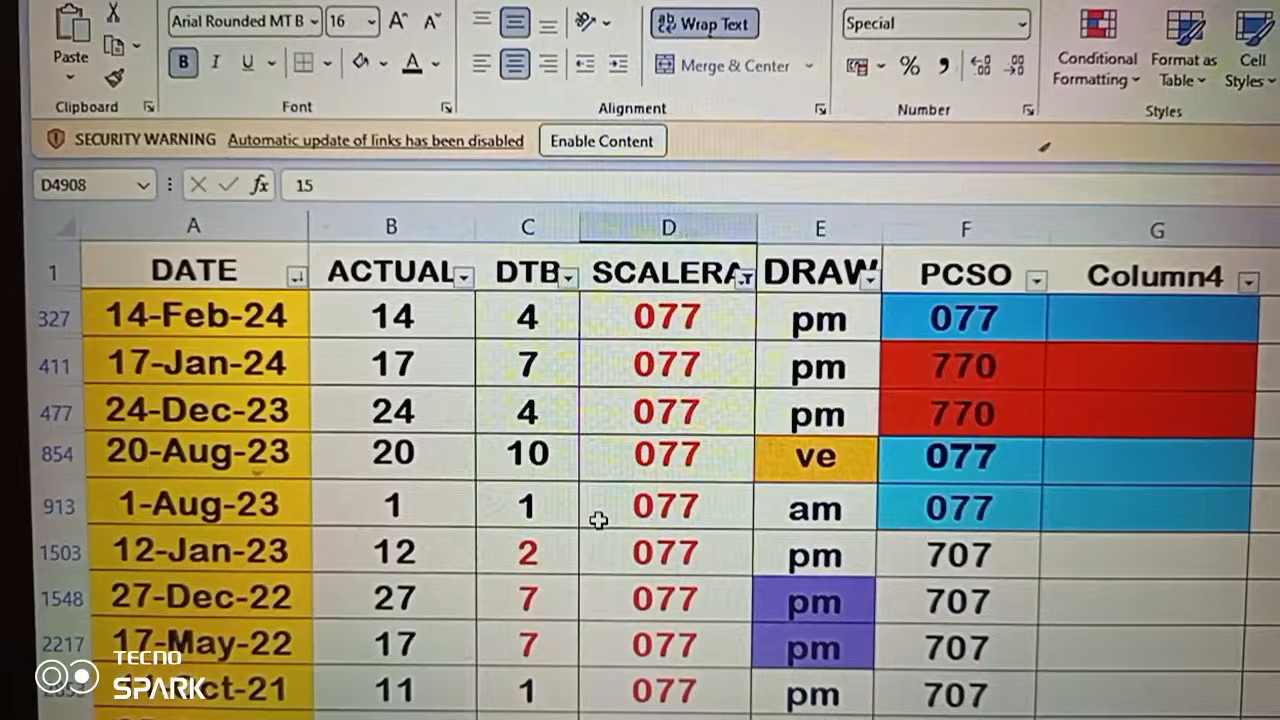 Arial Rounded MT B 16 A^ A˅ Wrap Text Special
Paste B I U A Merge & Center % Conditional Formatting Format as Table Cell Styles
Clipboard Font Alignment Number Styles
SECURITY WARNING Automatic update of links has been disabled Enable Content
D4908 fx 15
A B C D E F G
1 DATE ACTUAL DTB SCALERA DRAW PCSO Column4
327 14-Feb-24 14 4 077 pm 077
411 17-Jan-24 17 7 077 pm 770
477 24-Dec-23 24 4 077 pm 770
854 20-Aug-23 20 10 077 ve 077
913 1-Aug-23 1 1 077 am 077
1503 12-Jan-23 12 2 077 pm 707
1548 27-Dec-22 27 7 077 pm 707
2217 17-May-22 17 7 077 pm 707
ct-21 11 1 077 pm 707
TECNO
SPARK